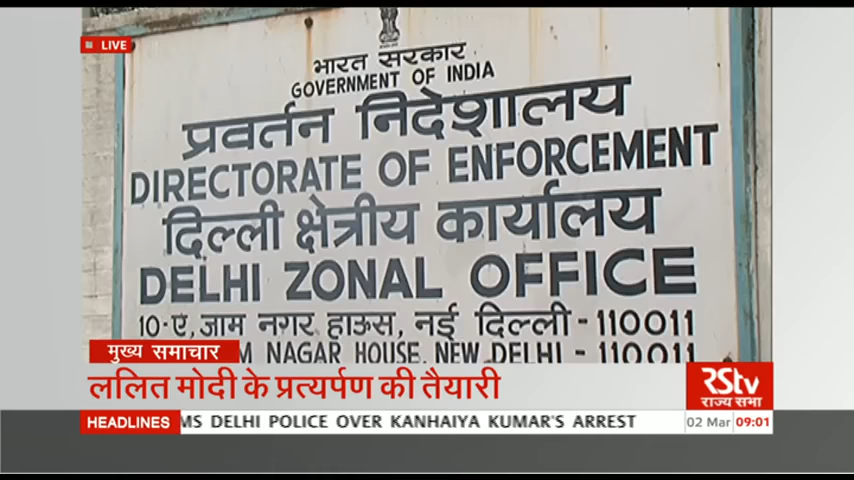 LIVE
भारत सरकार
GOVERNMENT OF INDIA
प्रवर्तन निदेशालय
DIRECTORATE OF ENFORCEMENT
दिल्ली क्षेत्रीय कार्यालय
DELHI ZONAL OFFICE
10-ए, जाम नगर हाऊस, नई दिल्ली - 110011
NAGAR HOUSE, NEW DELHI - 110011
मुख्य समाचार
ललित मोदी के प्रत्यर्पण की तैयारी
RSTV
राज्य सभा
HEADLINES MS DELHI POLICE OVER KANHAIYA KUMAR'S ARREST 02 Mar 09:01